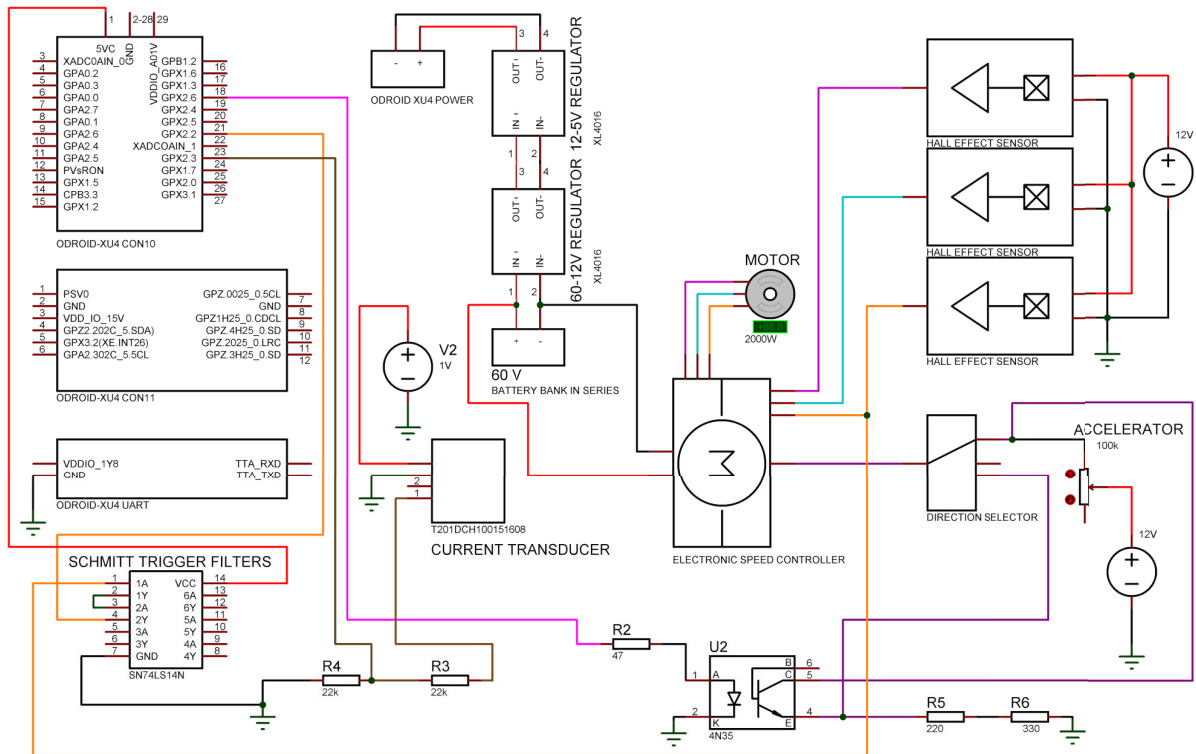 1
2-28
29
5VC
GND
VDDIO_A01V
3 XADC0AIN_0
4 GPA0.2
5 GPA0.3
6 GPA0.0
7 GPA2.7
8 GPA0.1
9 GPA2.6
10 GPA2.4
11 GPA2.5
12 PVsRON
13 GPX1.5
14 CPB3.3
15 GPX1.2
GPB1.2 16
GPX1.6 17
GPX1.3 18
GPX2.6 19
GPX2.4 20
GPX2.5 21
GPX2.2 22
XADCOAIN_1 23
GPX2.3 24
GPX1.7 25
GPX2.0 26
GPX3.1 27
ODROID-XU4 CON10
1 PSV0
2 GND
3 VDD_IO_15V
4 GPZ2.202C_5.SDA)
5 GPX3.2(XE.INT26)
6 GPA2.302C_5.5CL
GPZ.0025_0.5CL 7
GND 8
GPZ1H25_0.CDCL 9
GPZ.4H25_0.SD 10
GPZ.2025_0.LRC 11
GPZ.3H25_0.SD 12
ODROID-XU4 CON11
VDDIO_1Y8
GND
TTA_RXD
TTA_TXD
ODROID-XU4 UART
SCHMITT TRIGGER FILTERS
1 1A
2 1Y
3 2A
4 2Y
5 3A
6 3Y
7 GND
VCC 14
6A 13
6Y 12
5A 11
5Y 10
4A 9
4Y 8
SN74LS14N
- +
ODROID XU4 POWER
3 4
OUT+ OUT-
IN + IN-
1 2
12-5V REGULATOR
XL4016
3 4
OUT+ OUT-
IN + IN-
1 2
60-12V REGULATOR
XL4016
+ -
60 V
BATTERY BANK IN SERIES
V2
1V
2
1
T201DCH100151608
CURRENT TRANSDUCER
MOTOR
+88.8
2000W
ELECTRONIC SPEED CONTROLLER
HALL EFFECT SENSOR
HALL EFFECT SENSOR
HALL EFFECT SENSOR
12V
DIRECTION SELECTOR
ACCELERATOR
100k
12V
R4
22k
R3
22k
R2
47
U2
1 A
2 K
B 6
C 5
E 4
4N35
R5
220
R6
330